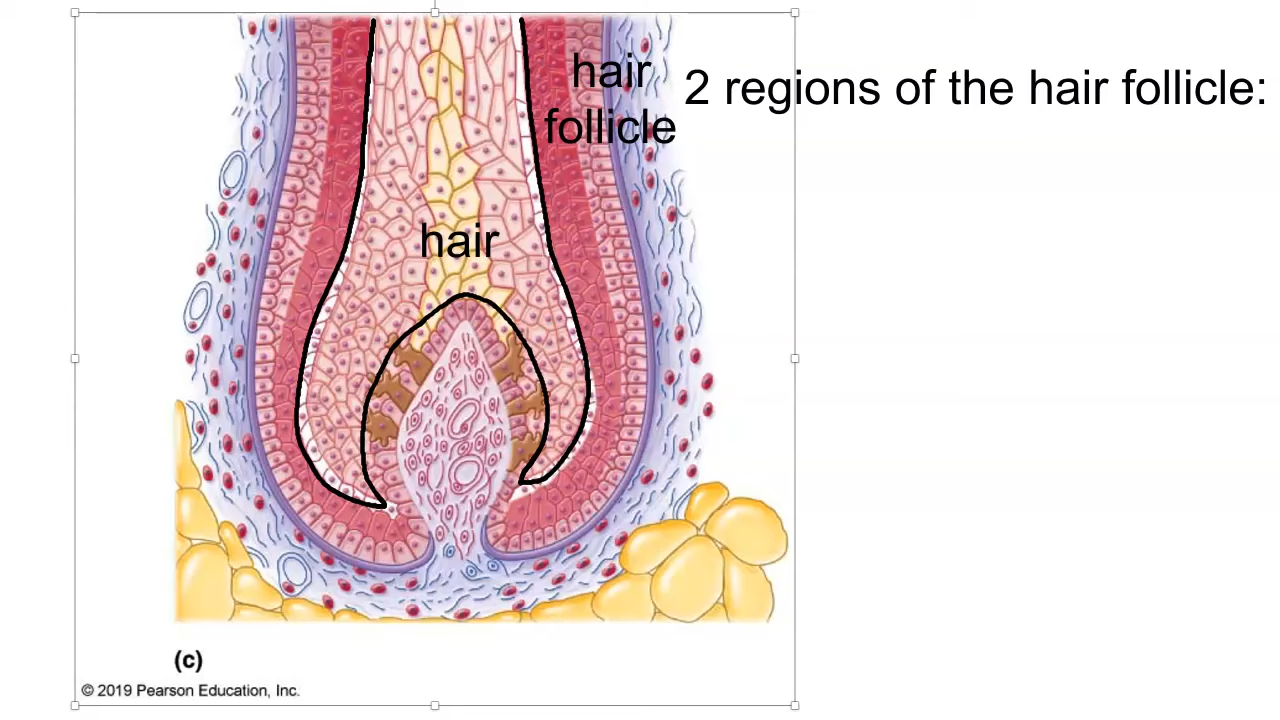 hair
follicle
2 regions of the hair follicle:
hair
(c)
© 2019 Pearson Education, Inc.